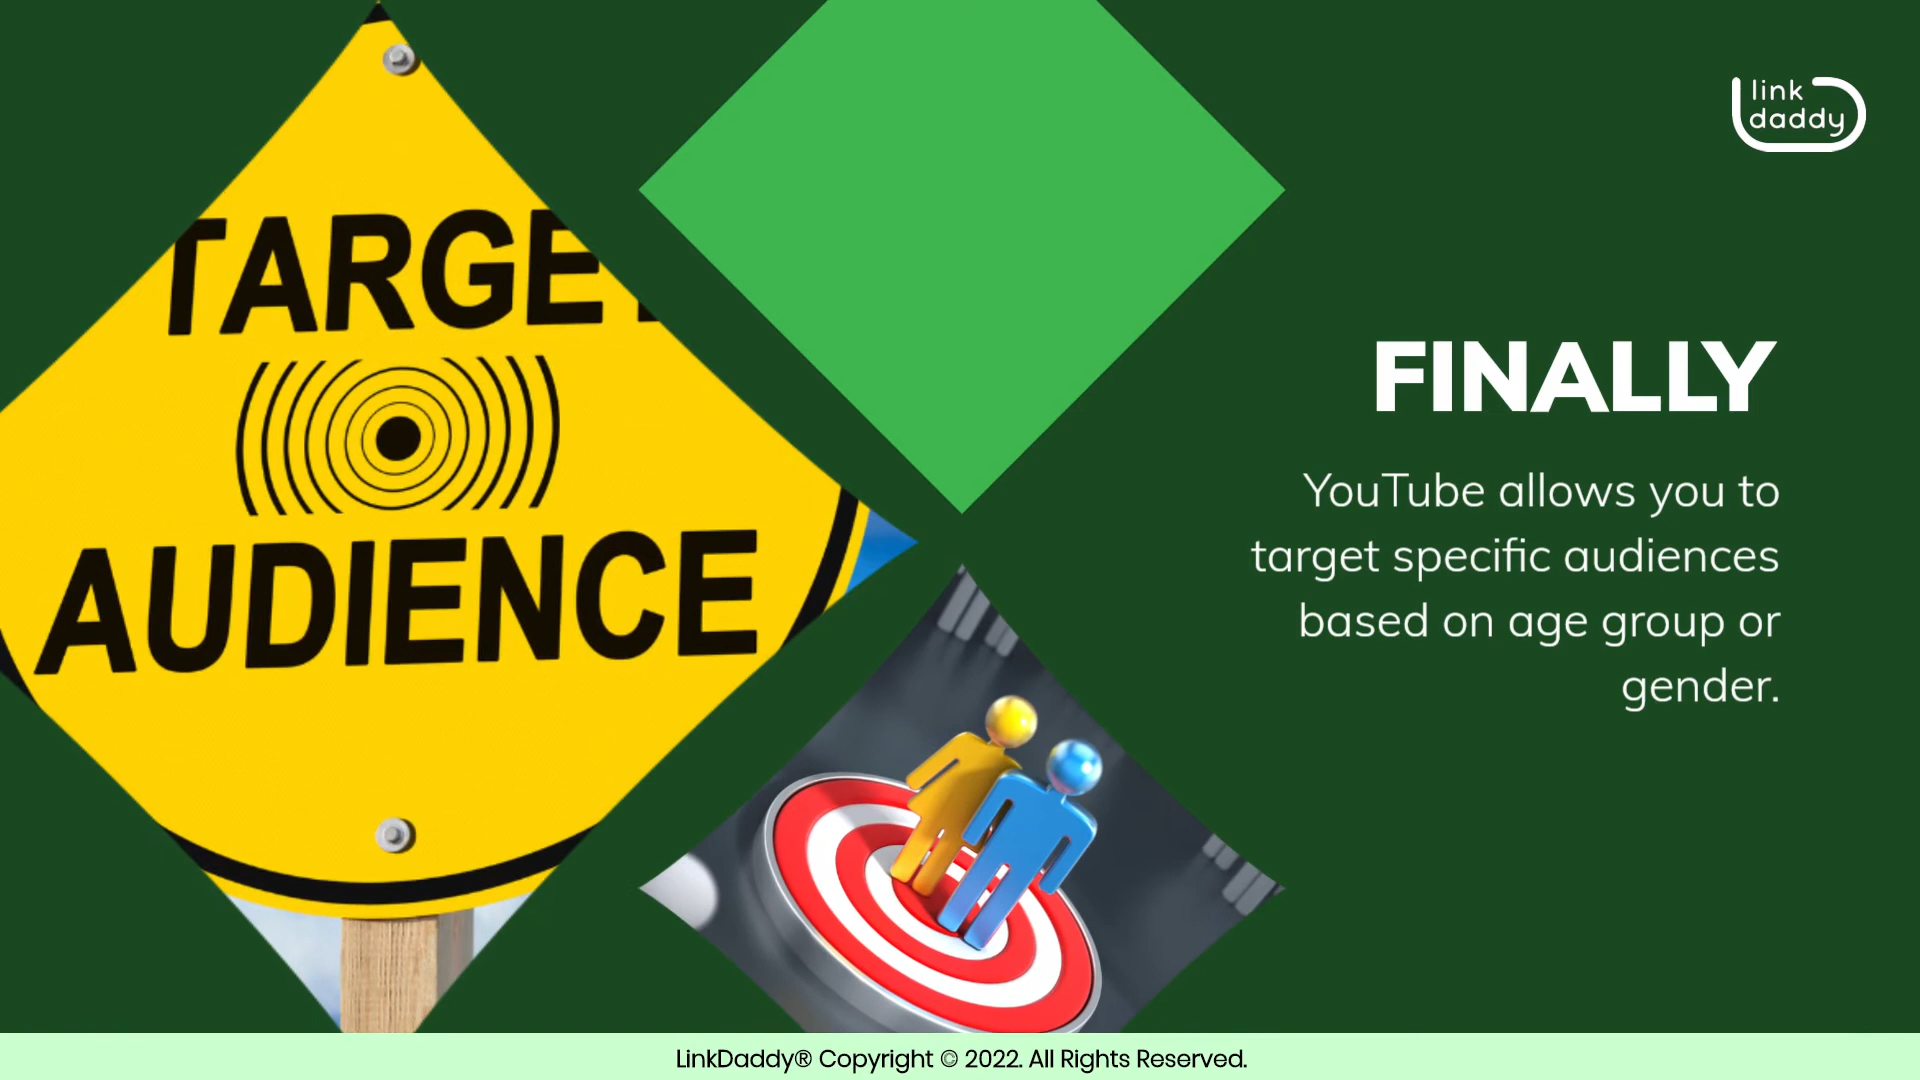 TARGET
AUDIENCE
link
daddy
FINALLY
YouTube allows you to
target specific audiences
based on age group or
gender.
LinkDaddy® Copyright © 2022. All Rights Reserved.